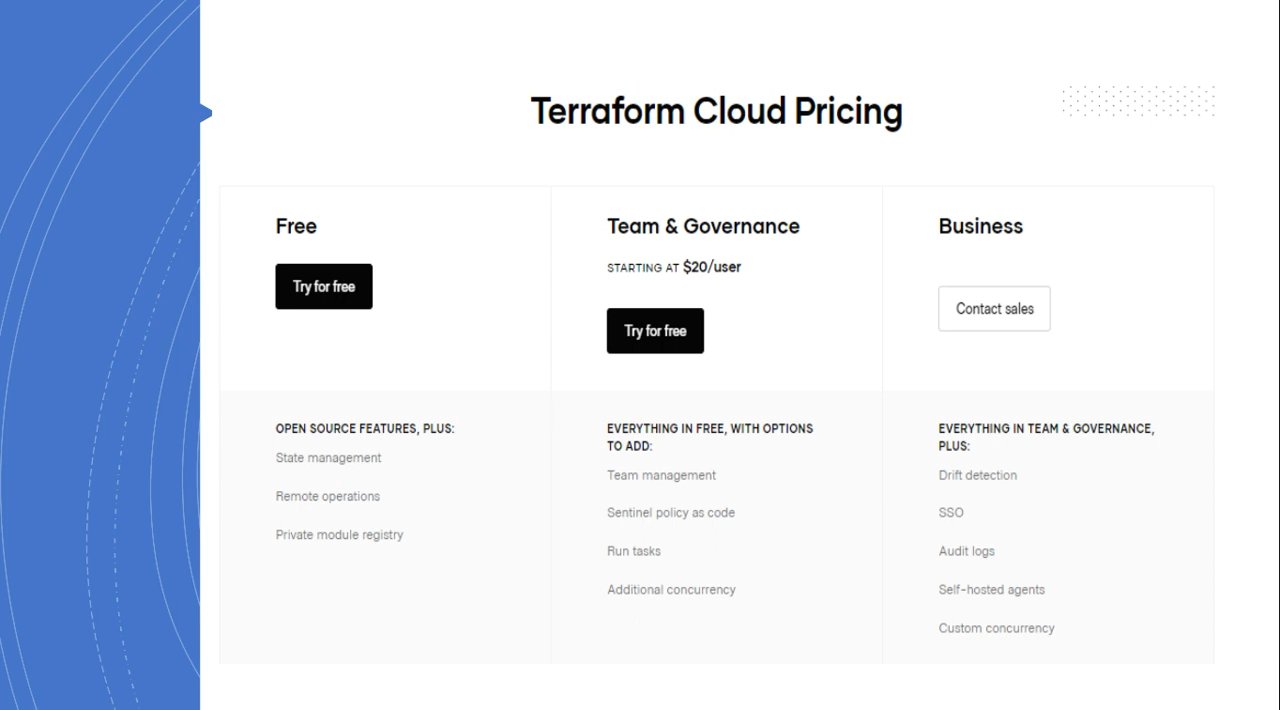 Terraform Cloud Pricing
Free
Try for free
OPEN SOURCE FEATURES, PLUS:
State management
Remote operations
Private module registry
Team & Governance
STARTING AT $20/user
Try for free
EVERYTHING IN FREE, WITH OPTIONS
TO ADD:
Team management
Sentinel policy as code
Run tasks
Additional concurrency
Business
Contact sales
EVERYTHING IN TEAM & GOVERNANCE,
PLUS:
Drift detection
SSO
Audit logs
Self-hosted agents
Custom concurrency